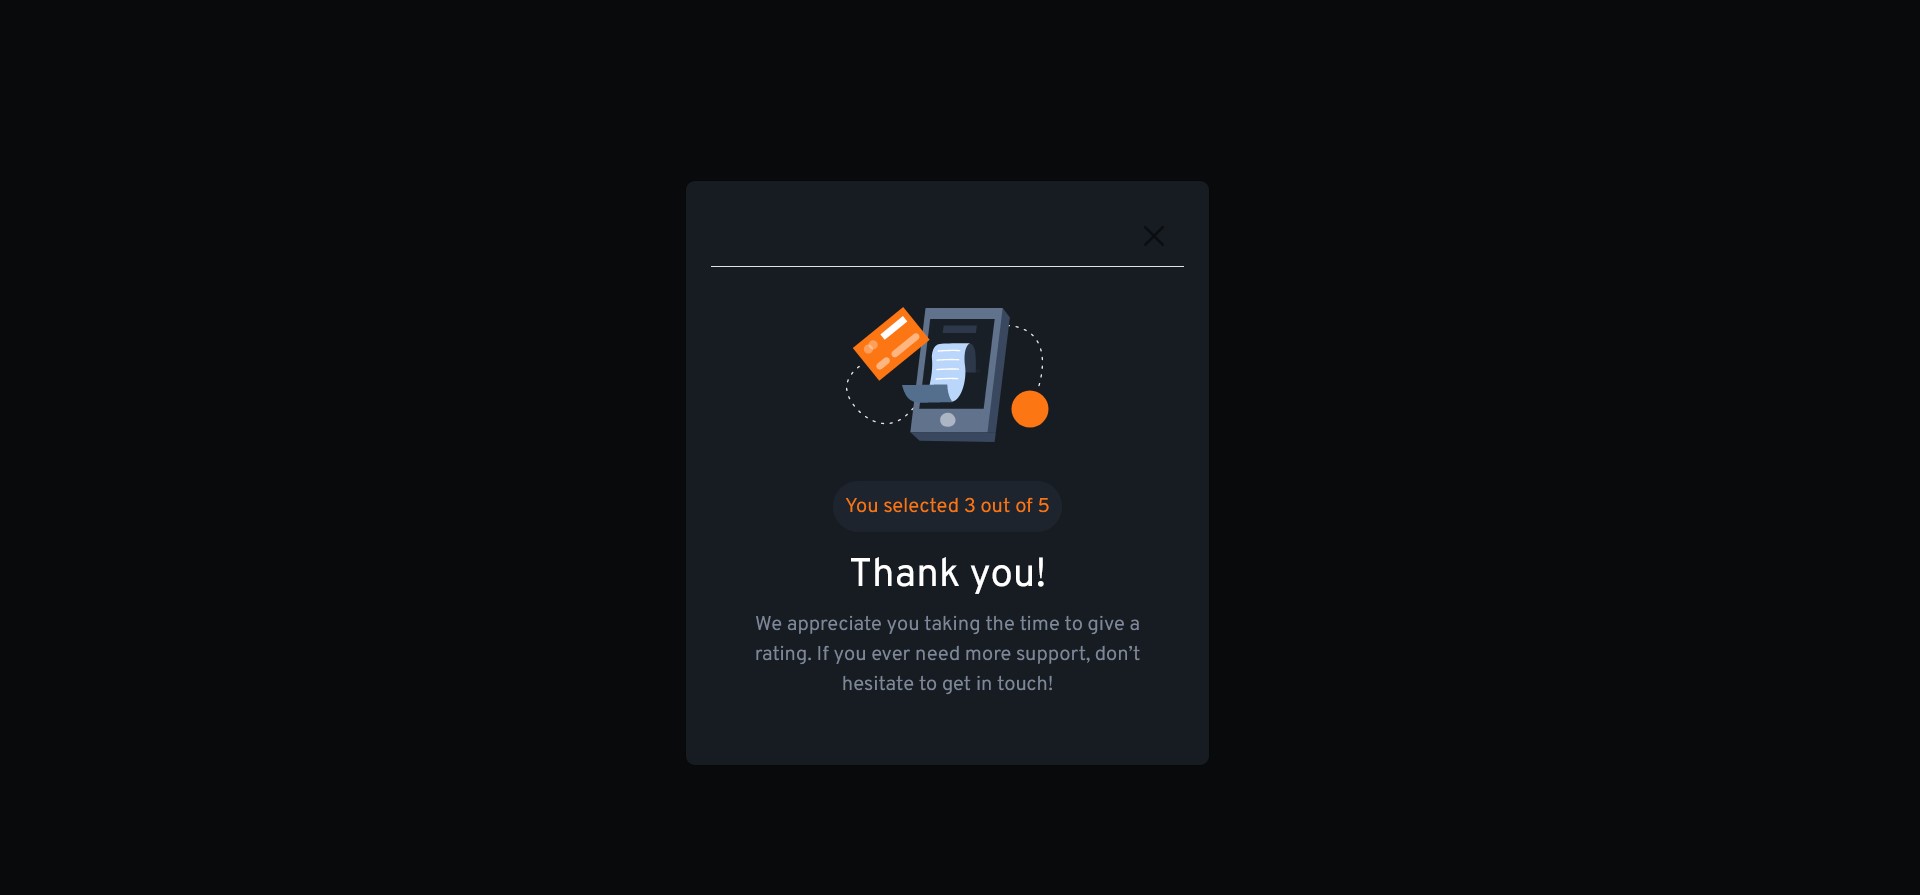 You selected 3 out of 5
Thank you!
We appreciate you taking the time to give a
rating. If you ever need more support, don’t
hesitate to get in touch!